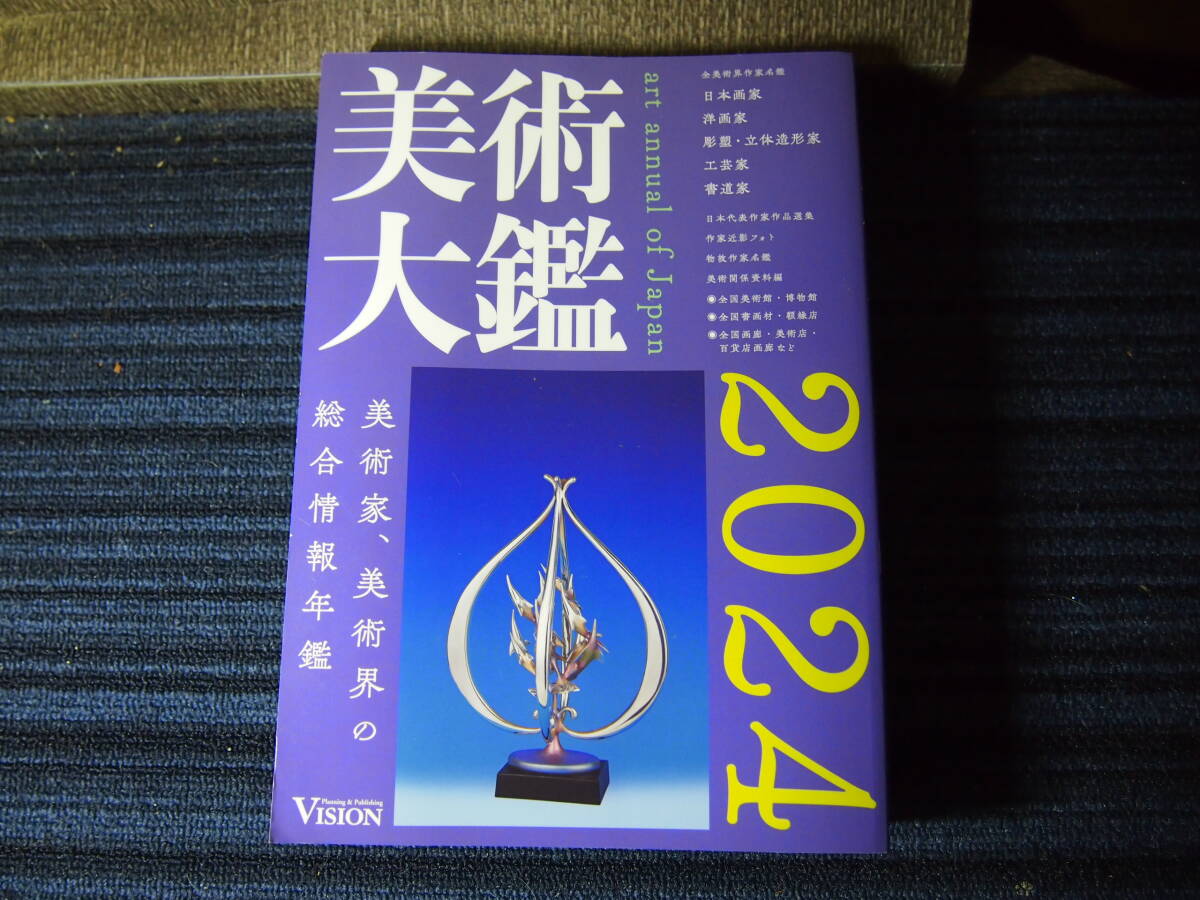 美術
大鑑
art annual of Japan
全美術界作家名鑑
日本画家
洋画家
彫塑・立体造形家
工芸家
書道家
日本代表作家作品選集
作家近影フォト
物故作家名鑑
美術関係資料編
◉全国美術館・博物館
◉全国書画材・額縁店
◉全国画廊・美術店・
百貨店画廊など
2024
美術家、美術界の
総合情報年鑑
Planning & Publishing
VISION